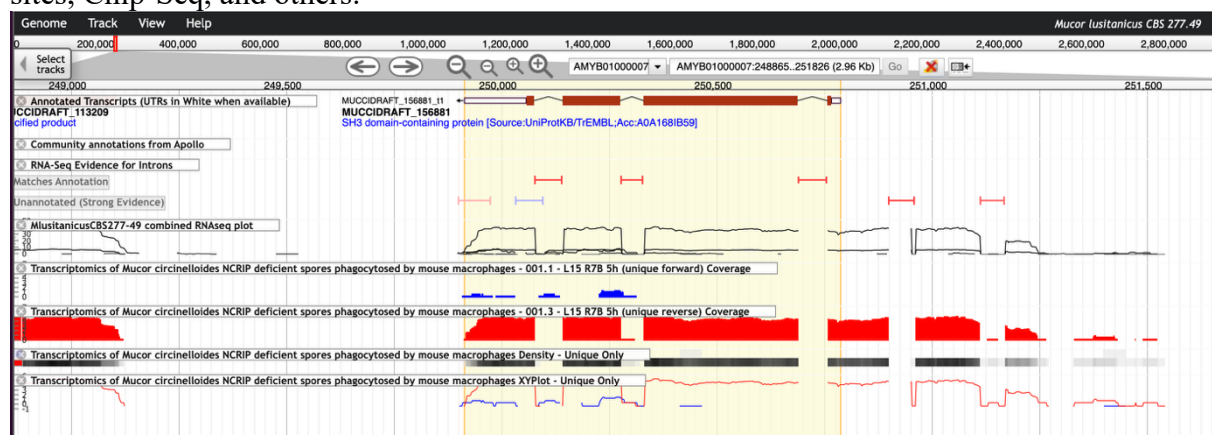 sites, Chip-Seq, and others.
Genome Track View Help Mucor lusitanicus CBS 277.49
0 200,000 400,000 600,000 800,000 1,000,000 1,200,000 1,400,000 1,600,000 1,800,000 2,000,000 2,200,000 2,400,000 2,600,000 2,800,000
Select tracks AMYB01000007 AMYB01000007:248865..251826 (2.96 Kb) Go
249,000 249,500 250,000 250,500 251,000 251,500
Annotated Transcripts (UTRs in White when available) MUCCIDRAFT_156881_t1
UCCIDRAFT_113209 MUCCIDRAFT_156881
cified product SH3 domain-containing protein [Source:UniProtKB/TrEMBL;Acc:A0A168IB59]
Community annotations from Apollo
RNA-Seq Evidence for Introns
Matches Annotation
Unannotated (Strong Evidence)
MlusitanicusCBS277-49 combined RNAseq plot
Transcriptomics of Mucor circinelloides NCRIP deficient spores phagocytosed by mouse macrophages - 001.1 - L15 R7B 5h (unique forward) Coverage
Transcriptomics of Mucor circinelloides NCRIP deficient spores phagocytosed by mouse macrophages - 001.3 - L15 R7B 5h (unique reverse) Coverage
Transcriptomics of Mucor circinelloides NCRIP deficient spores phagocytosed by mouse macrophages Density - Unique Only
Transcriptomics of Mucor circinelloides NCRIP deficient spores phagocytosed by mouse macrophages XYPlot - Unique Only